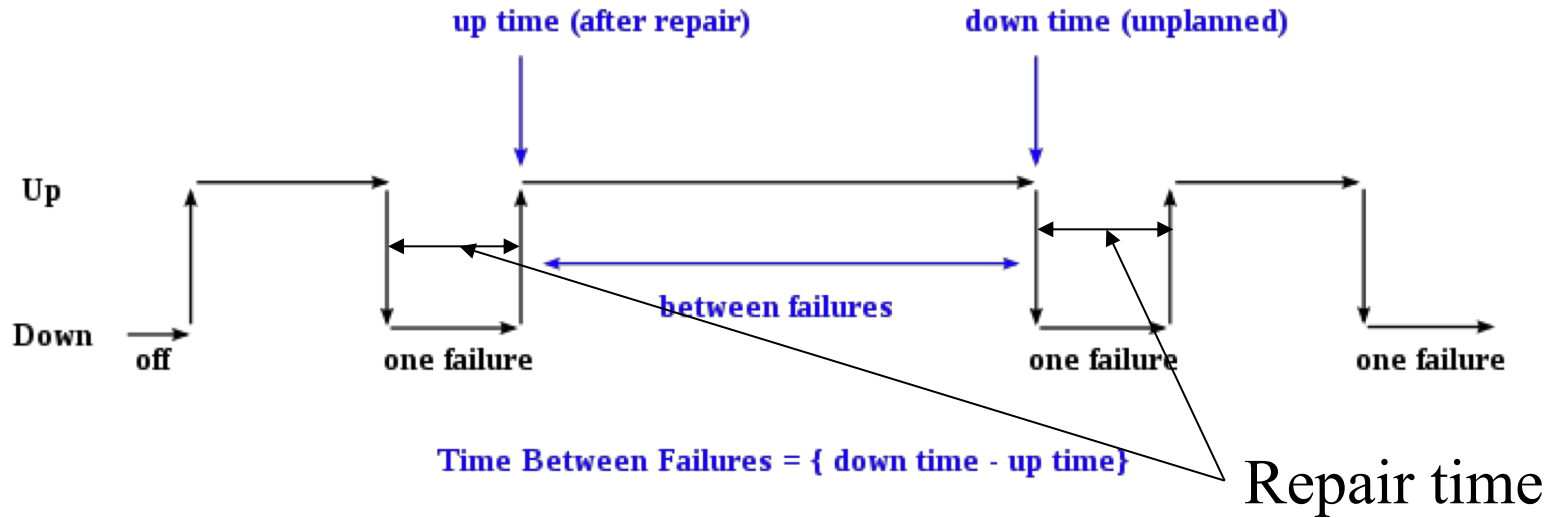 up time (after repair)
down time (unplanned)
Up
between failures
Down
off
one failure
one failure
one failure
Time Between Failures = { down time - up time}
Repair time